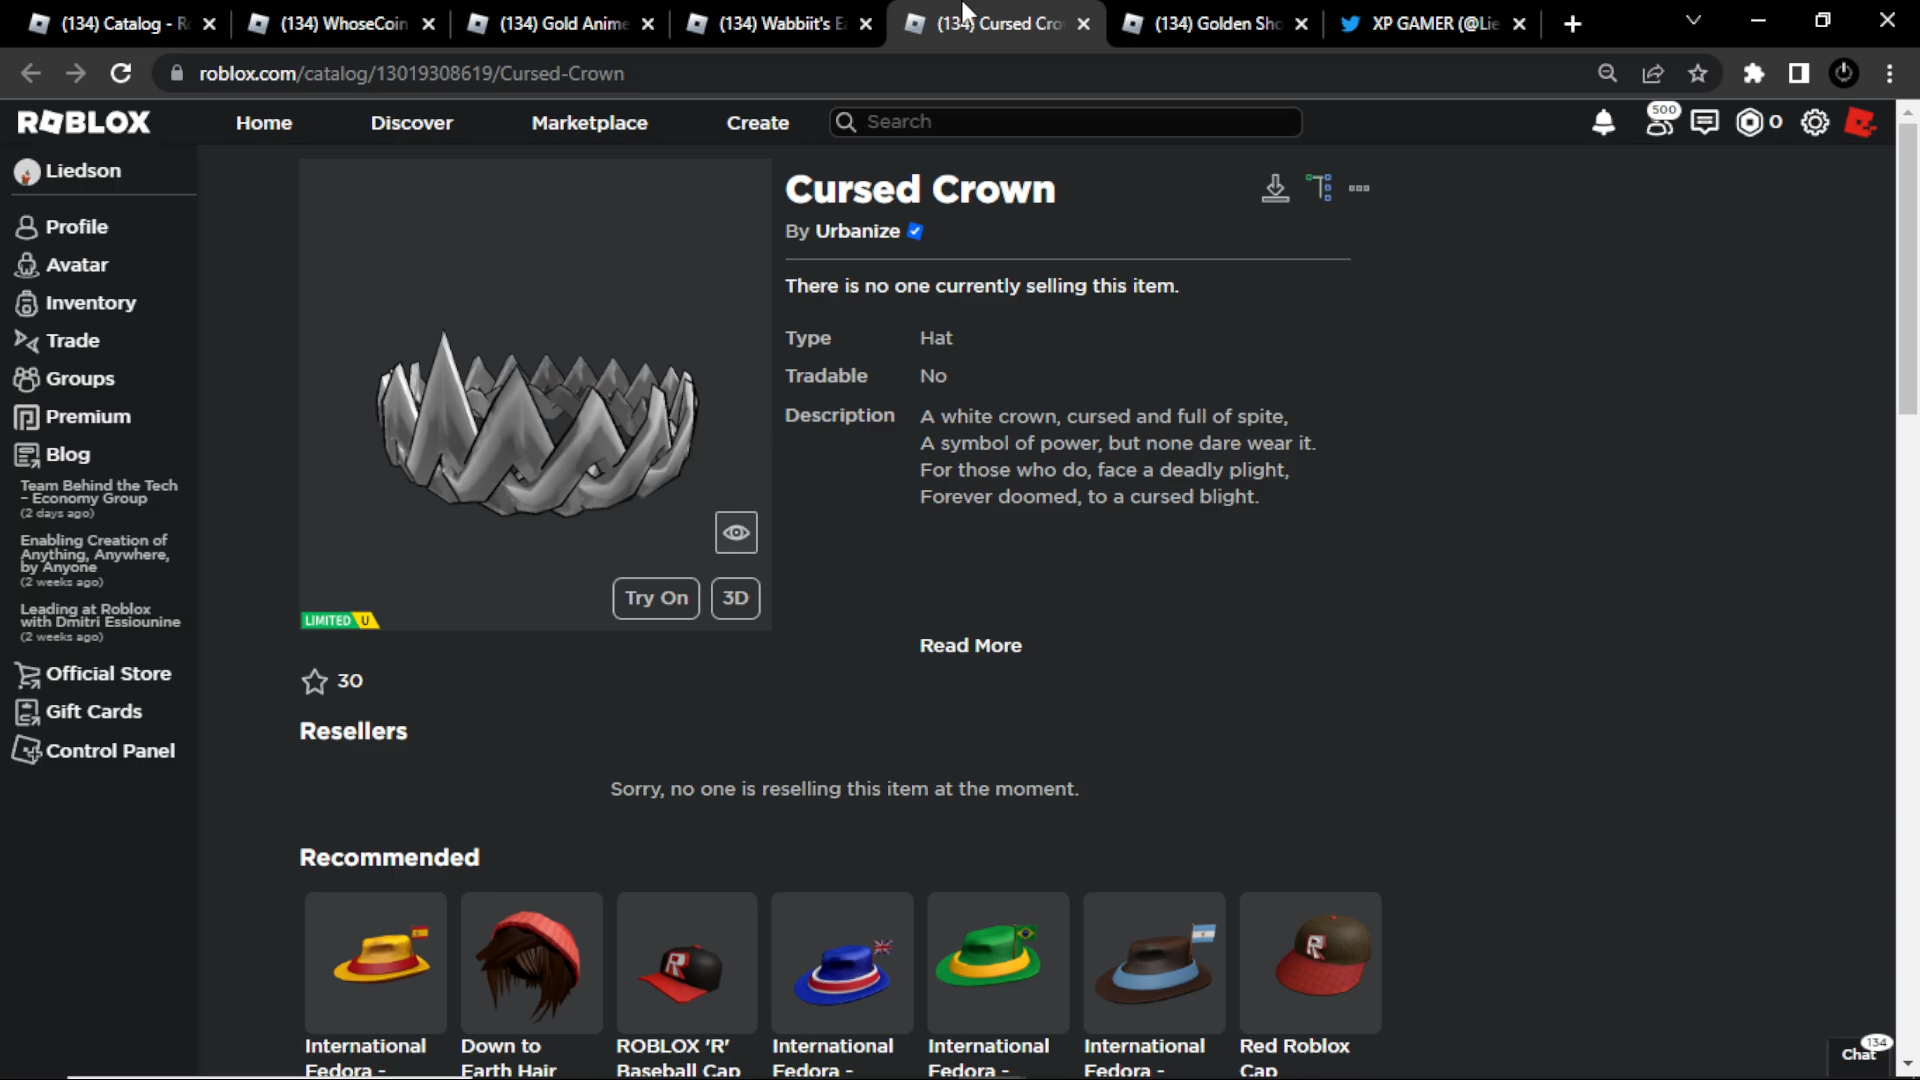 (134) Catalog - R
(134) WhoseCoin
(134) Gold Anime
(134) Wabbiit's E
(134) Cursed Cro
(134) Golden Sho
XP GAMER (@Lie
roblox.com/catalog/13019308619/Cursed-Crown
ROBLOX
Home
Discover
Marketplace
Create
Search
500
0
Liedson
Profile
Avatar
Inventory
Trade
Groups
Premium
Blog
Team Behind the Tech
- Economy Group
(2 days ago)
Enabling Creation of
Anything, Anywhere,
by Anyone
(2 weeks ago)
Leading at Roblox
with Dmitri Essiounine
(2 weeks ago)
Official Store
Gift Cards
Control Panel
Cursed Crown
By Urbanize
There is no one currently selling this item.
Type Hat
Tradable No
Description A white crown, cursed and full of spite,
A symbol of power, but none dare wear it.
For those who do, face a deadly plight,
Forever doomed, to a cursed blight.
Read More
Try On
3D
LIMITED U
30
Resellers
Sorry, no one is reselling this item at the moment.
Recommended
International
Fedora -
Down to
Earth Hair
ROBLOX 'R'
Baseball Cap
International
Fedora -
International
Fedora -
International
Fedora -
Red Roblox
Cap
Chat
134